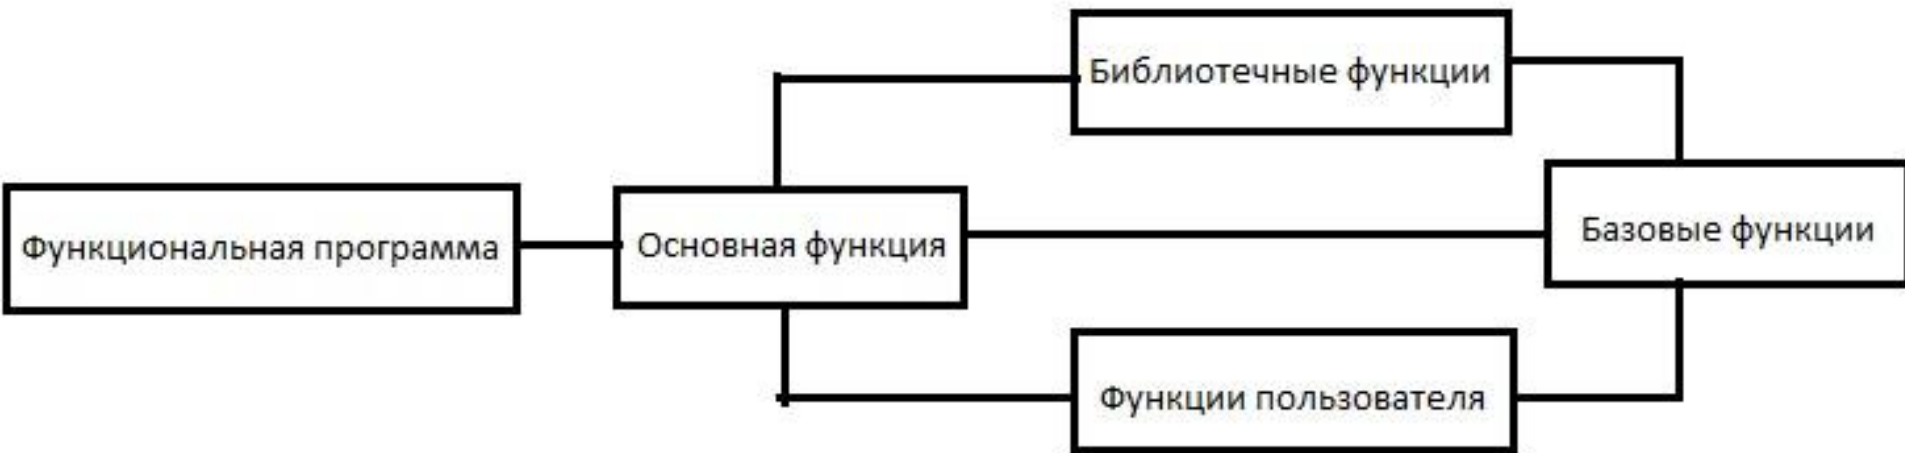 Библиотечные функции
Функциональная программа
Основная функция
Базовые функции
Функции пользователя